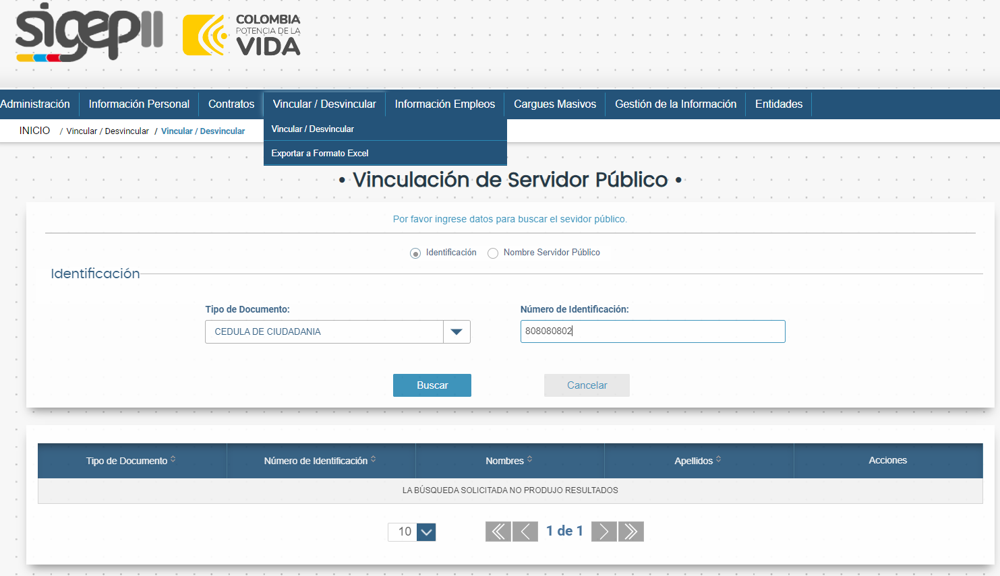 sigep II
COLOMBIA
POTENCIA DE LA
VIDA
Administración
Información Personal
Contratos
Vincular / Desvincular
Información Empleos
Cargues Masivos
Gestión de la Información
Entidades
INICIO / Vincular / Desvincular / Vincular / Desvincular
Vincular / Desvincular
Exportar a Formato Excel
• Vinculación de Servidor Público •
Por favor ingrese datos para buscar el sevidor público.
Identificación
Nombre Servidor Público
Identificación
Tipo de Documento:
Número de Identificación:
CEDULA DE CIUDADANIA
808080802
Buscar
Cancelar
Tipo de Documento
Número de Identificación
Nombres
Apellidos
Acciones
LA BÚSQUEDA SOLICITADA NO PRODUJO RESULTADOS
10
1 de 1